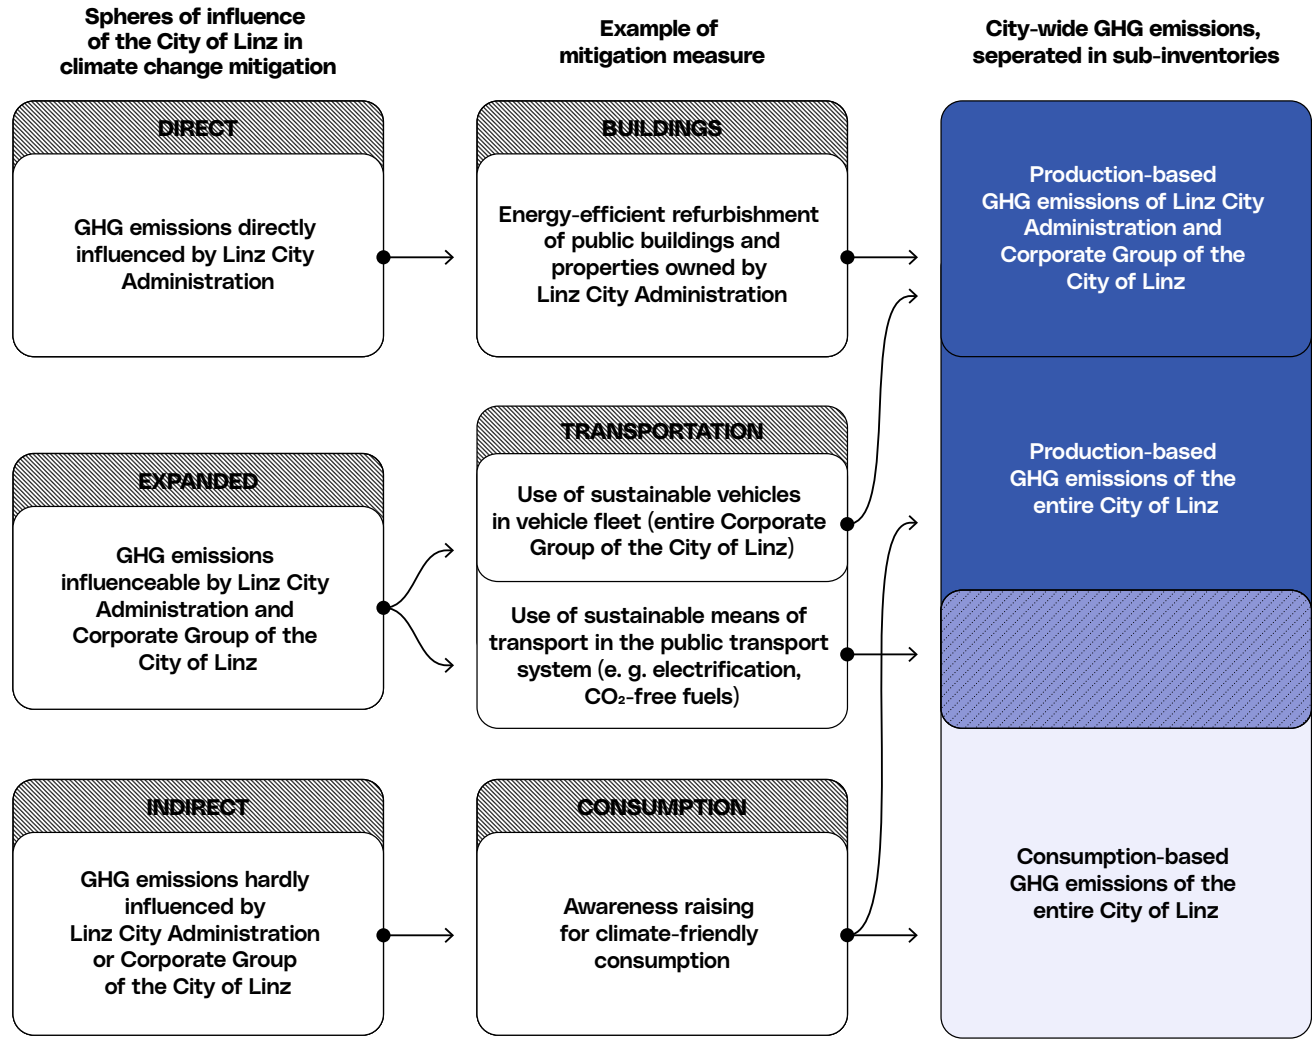 Spheres of influence
of the City of Linz in
climate change mitigation
Example of
mitigation measure
City-wide GHG emissions,
seperated in sub-inventories
DIRECT
GHG emissions directly
influenced by Linz City
Administration
BUILDINGS
Energy-efficient refurbishment
of public buildings and
properties owned by
Linz City Administration
Production-based
GHG emissions of Linz City
Administration and
Corporate Group of the
City of Linz
EXPANDED
GHG emissions
influenceable by Linz City
Administration and
Corporate Group of the
City of Linz
TRANSPORTATION
Use of sustainable vehicles
in vehicle fleet (entire Corporate
Group of the City of Linz)
Use of sustainable means of
transport in the public transport
system (e. g. electrification,
CO₂-free fuels)
Production-based
GHG emissions of the
entire City of Linz
INDIRECT
GHG emissions hardly
influenced by
Linz City Administration
or Corporate Group
of the City of Linz
CONSUMPTION
Awareness raising
for climate-friendly
consumption
Consumption-based
GHG emissions of the
entire City of Linz